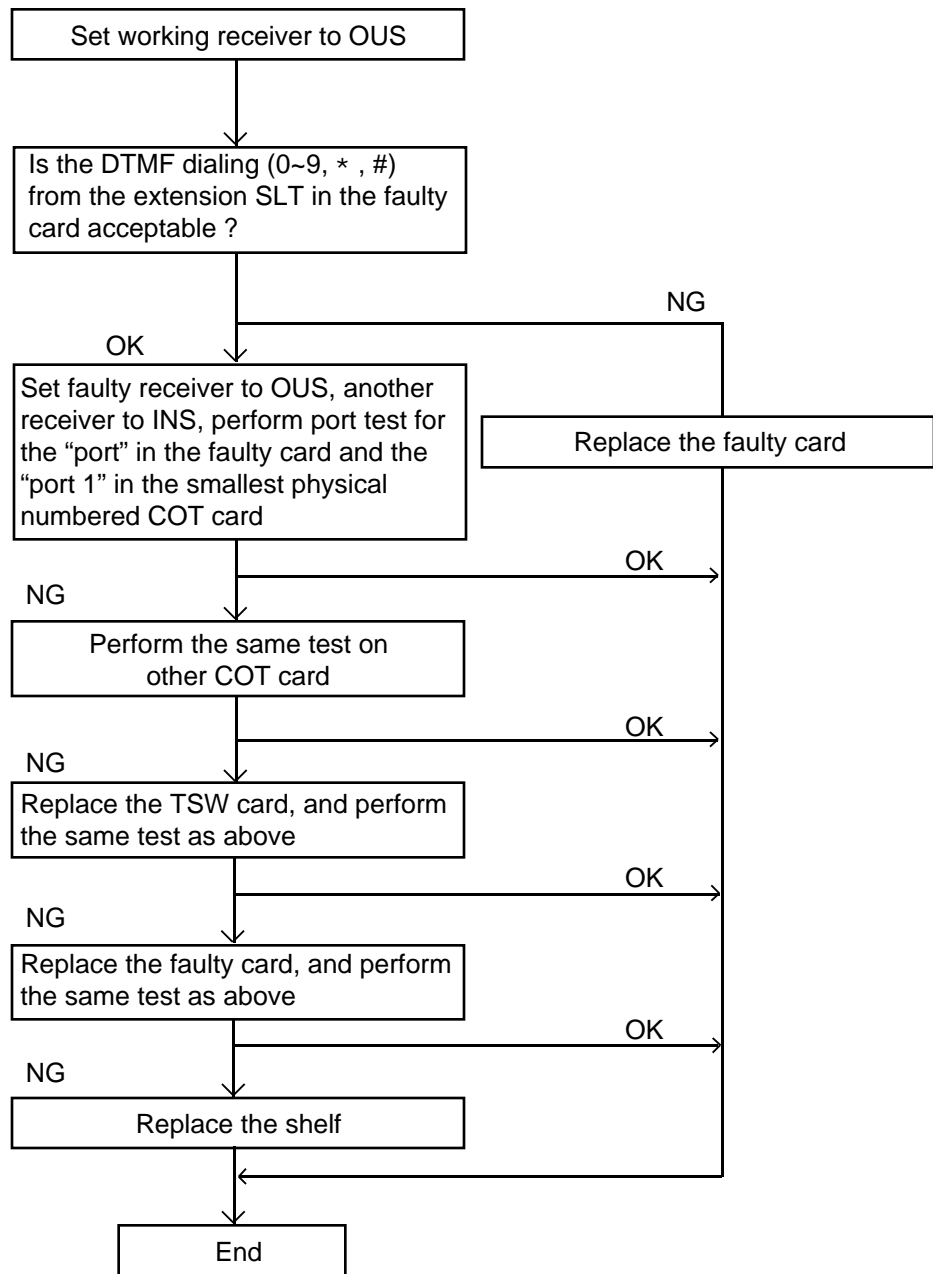 Set working receiver to OUS
Is the DTMF dialing (0~9, * , #)
from the extension SLT in the faulty
card acceptable ?
NG
OK
Set faulty receiver to OUS, another
receiver to INS, perform port test for
the “port” in the faulty card and the
“port 1” in the smallest physical
numbered COT card
Replace the faulty card
OK
NG
Perform the same test on
other COT card
OK
NG
Replace the TSW card, and perform
the same test as above
OK
NG
Replace the faulty card, and perform
the same test as above
OK
NG
Replace the shelf
End